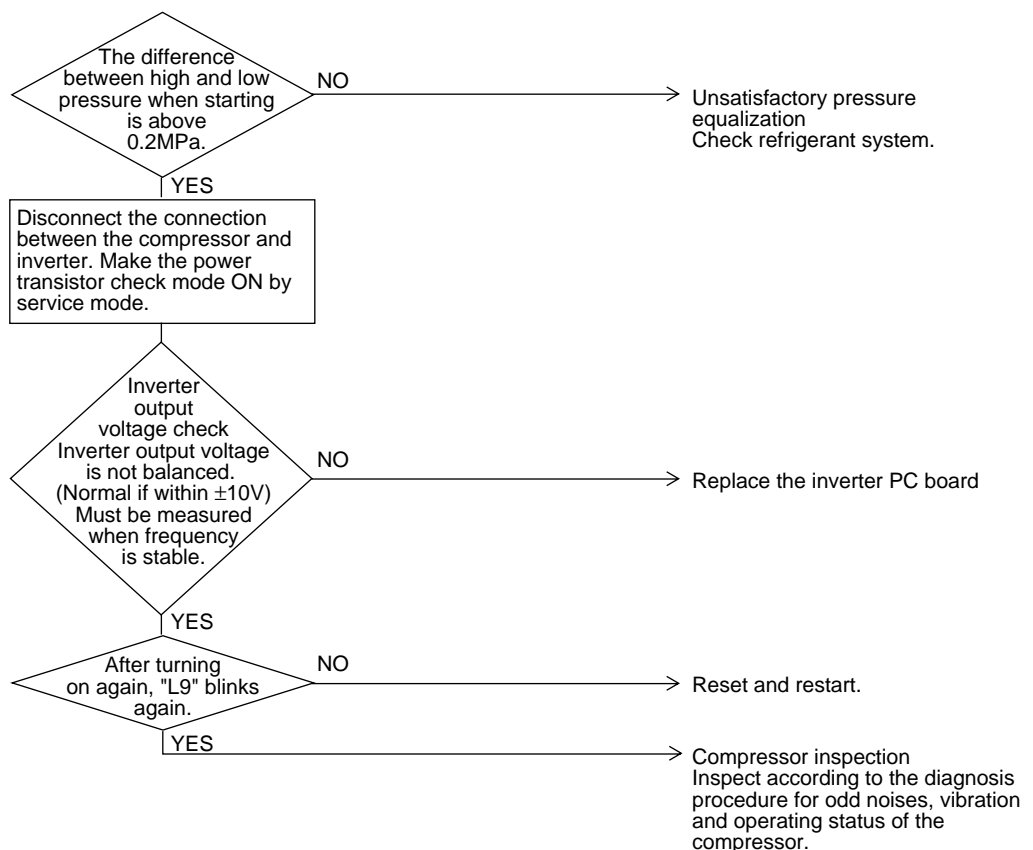 The difference
between high and low
pressure when starting
is above
0.2MPa.
NO
Unsatisfactory pressure
equalization
Check refrigerant system.
YES
Disconnect the connection
between the compressor and
inverter. Make the power
transistor check mode ON by
service mode.
Inverter
output
voltage check
Inverter output voltage
is not balanced.
(Normal if within ±10V)
Must be measured
when frequency
is stable.
NO
Replace the inverter PC board
YES
After turning
on again, "L9" blinks
again.
NO
Reset and restart.
YES
Compressor inspection
Inspect according to the diagnosis
procedure for odd noises, vibration
and operating status of the
compressor.